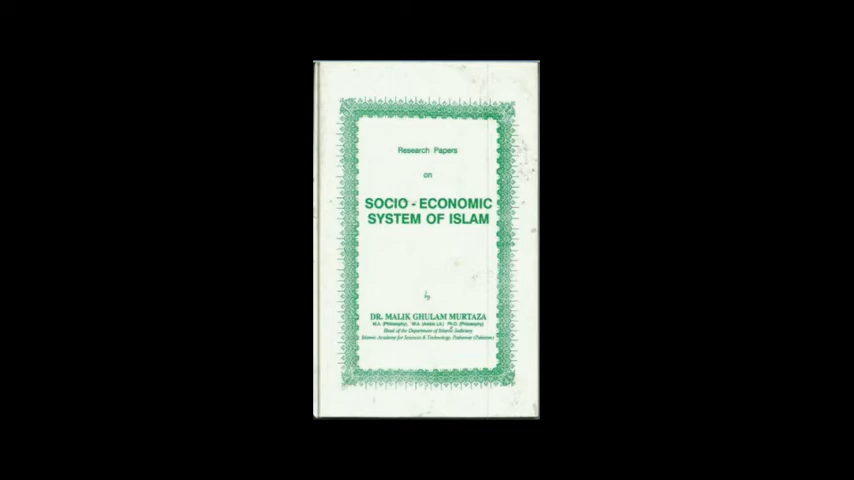 Research Papers
on
SOCIO - ECONOMIC
SYSTEM OF ISLAM
by
DR. MALIK GHULAM MURTAZA
M.A. (Philosophy), M.A. (Arabic Lit.) Ph.D. (Philosophy)
Head of the Department of Islamic Judiciary
Islamic Academy for Sciences & Technology, (Pakistan)